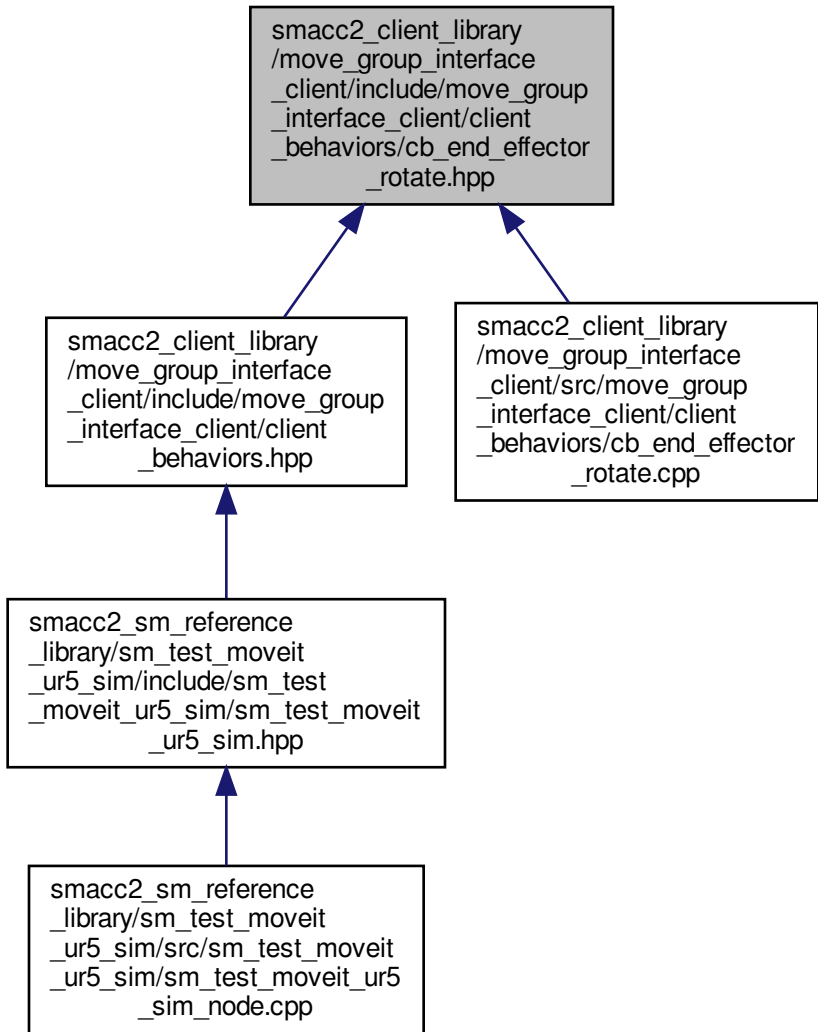 smacc2_client_library
/move_group_interface
_client/include/move_group
_interface_client/client
_behaviors/cb_end_effector
_rotate.hpp
smacc2_client_library
/move_group_interface
_client/include/move_group
_interface_client/client
_behaviors.hpp
smacc2_client_library
/move_group_interface
_client/src/move_group
_interface_client/client
_behaviors/cb_end_effector
_rotate.cpp
smacc2_sm_reference
_library/sm_test_moveit
_ur5_sim/include/sm_test
_moveit_ur5_sim/sm_test_moveit
_ur5_sim.hpp
smacc2_sm_reference
_library/sm_test_moveit
_ur5_sim/src/sm_test_moveit
_ur5_sim/sm_test_moveit_ur5
_sim_node.cpp